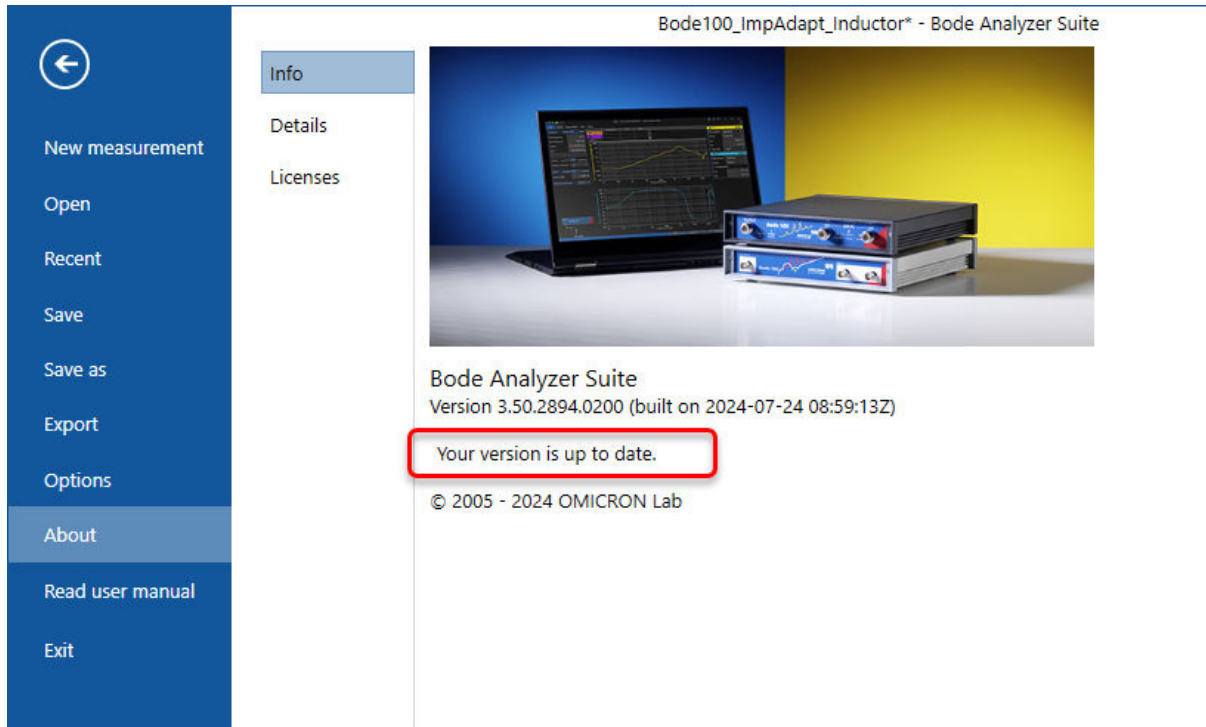 Bode100_ImpAdapt_Inductor* - Bode Analyzer Suite
New measurement
Open
Recent
Save
Save as
Export
Options
About
Read user manual
Exit
Info
Details
Licenses
Bode 100
Bode Analyzer Suite
Version 3.50.2894.0200 (built on 2024-07-24 08:59:13Z)
Your version is up to date.
© 2005 - 2024 OMICRON Lab